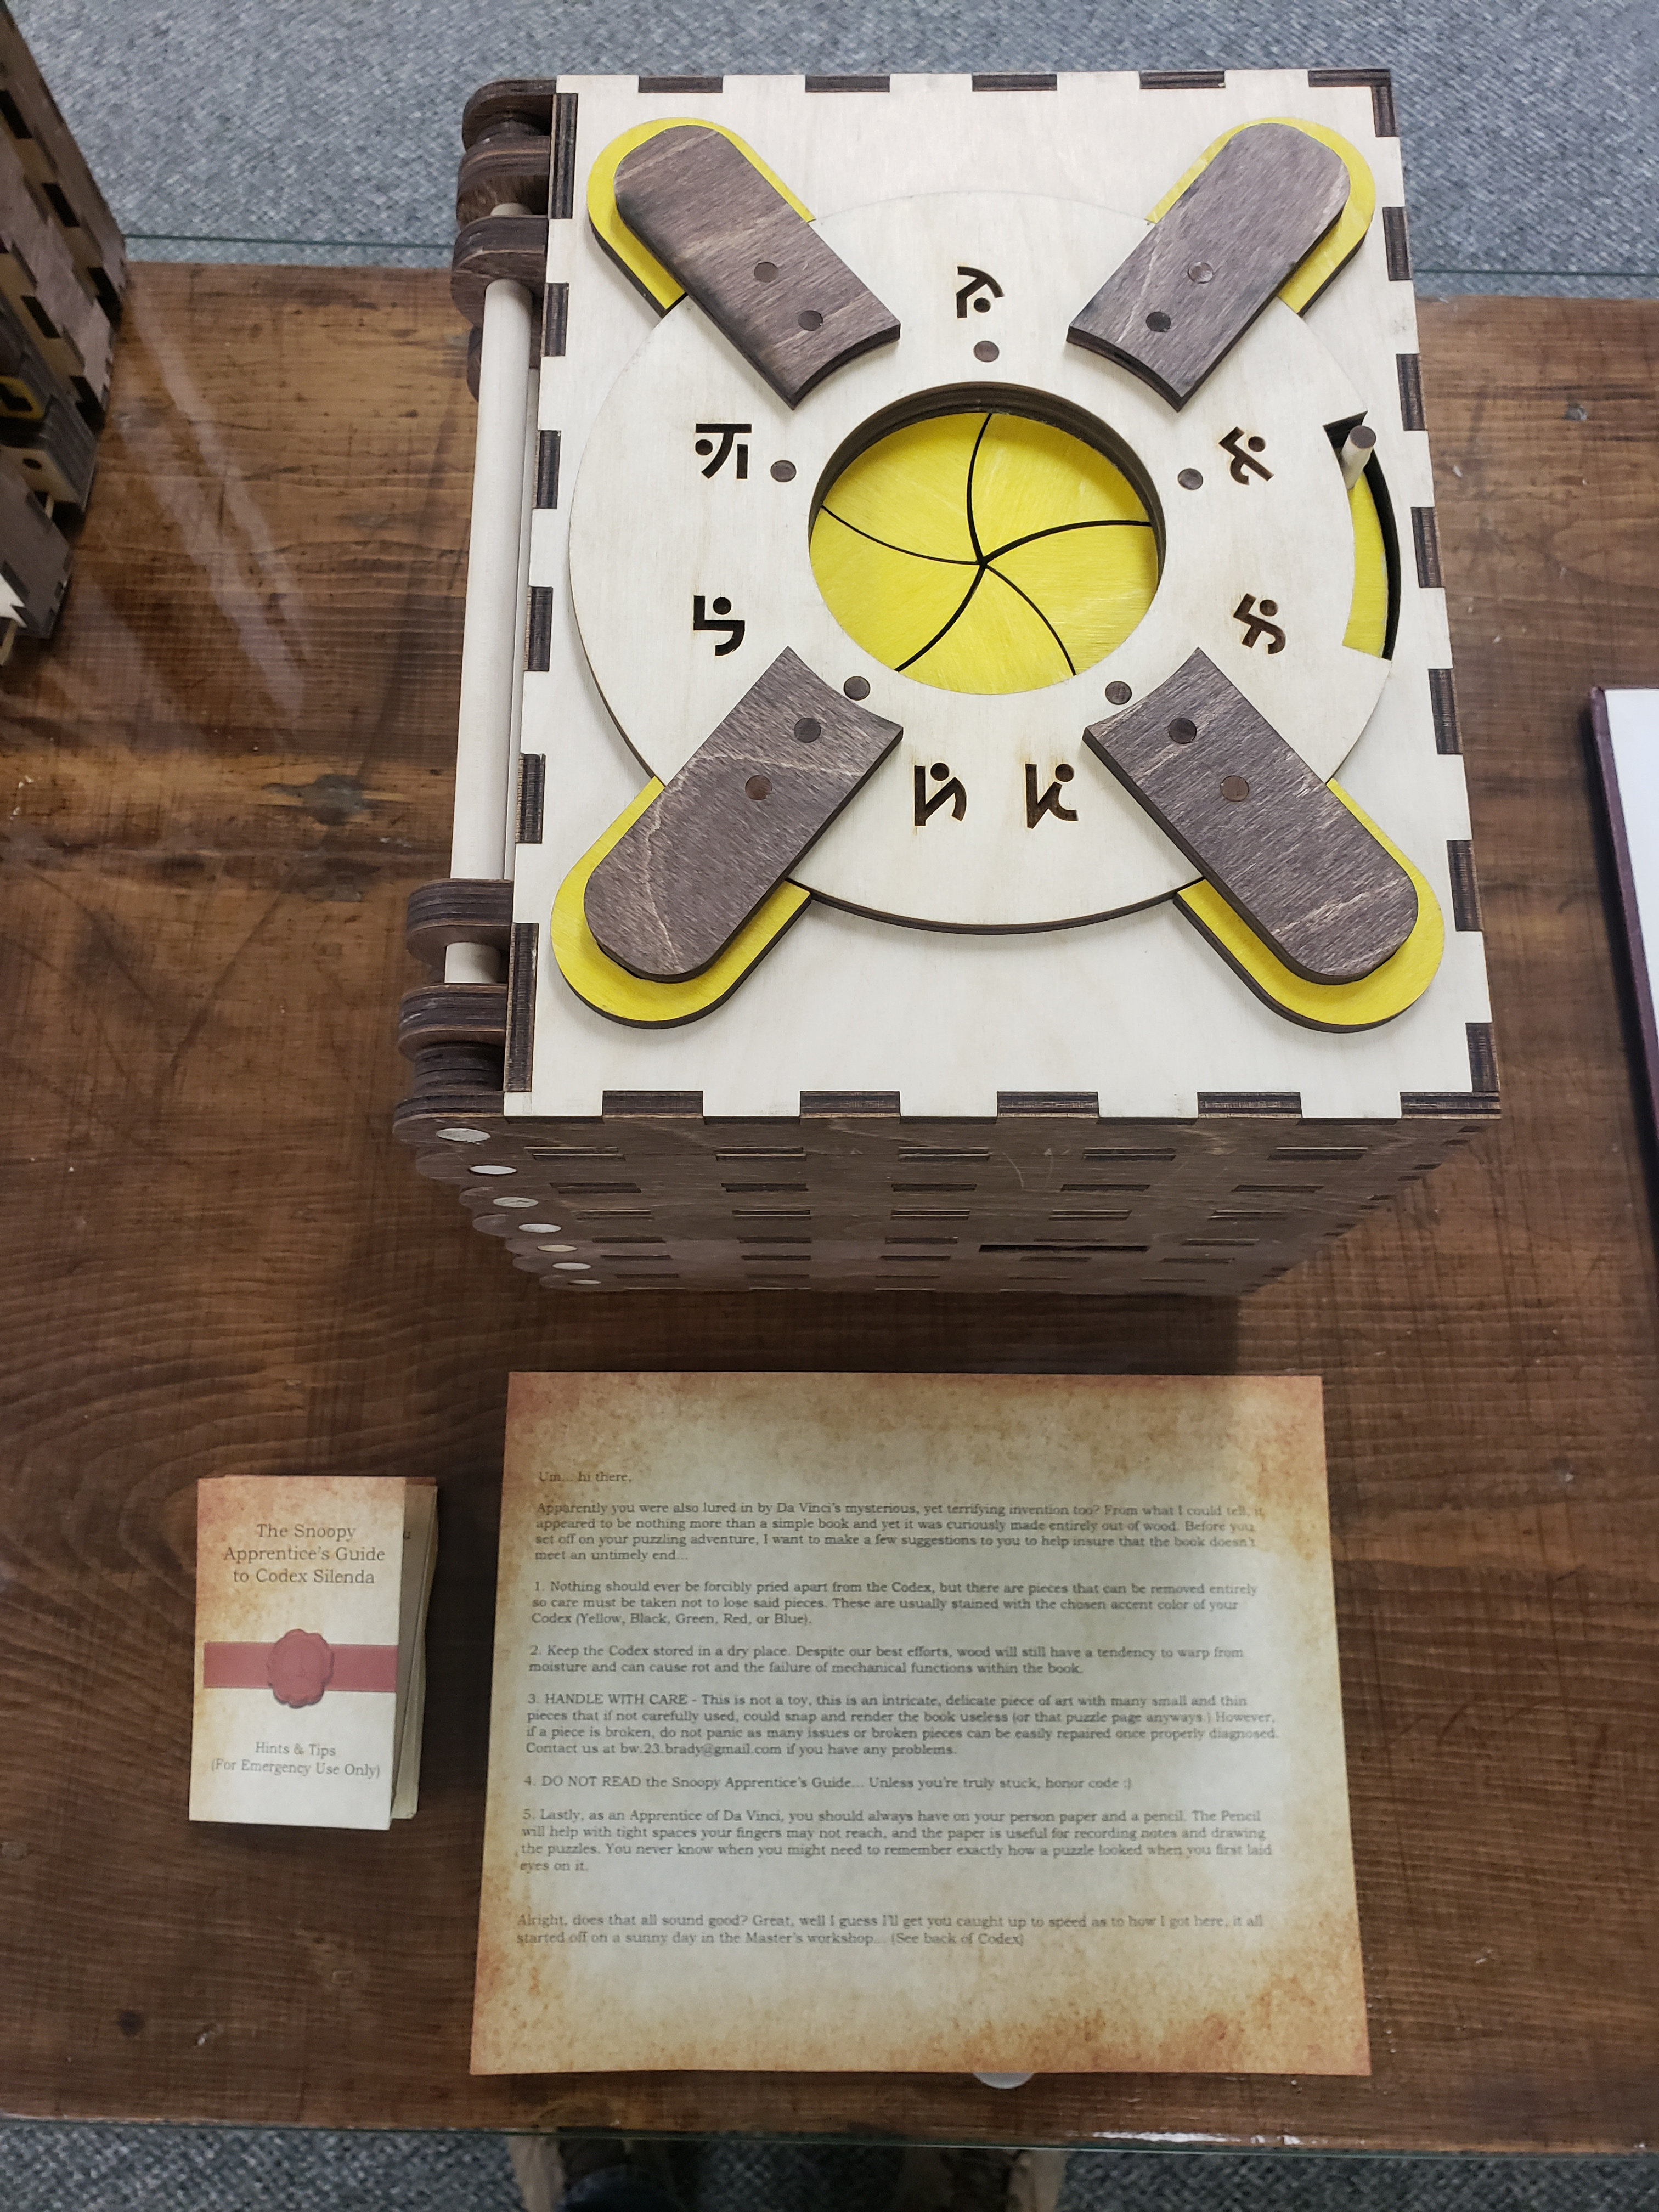 The Snoopy
Apprentice's Guide
to Codex Silenda
Hints & Tips
(For Emergency Use Only)
Um... hi there,
Apparently you were also lured in by Da Vinci's mysterious, yet terrifying invention too? From what I could tell, it
appeared to be nothing more than a simple book and yet it was curiously made entirely out of wood. Before you
set off on your puzzling adventure, I want to make a few suggestions to you to help insure that the book doesn't
meet an untimely end...
1. Nothing should ever be forcibly pried apart from the Codex, but there are pieces that can be removed entirely
so care must be taken not to lose said pieces. These are usually stained with the chosen accent color of your
Codex (Yellow, Black, Green, Red, or Blue).
2. Keep the Codex stored in a dry place. Despite our best efforts, wood will still have a tendency to warp from
moisture and can cause rot and the failure of mechanical functions within the book.
3. HANDLE WITH CARE - This is not a toy, this is an intricate, delicate piece of art with many small and thin
pieces that if not carefully used, could snap and render the book useless (or that puzzle page anyways.) However,
if a piece is broken, do not panic as many issues or broken pieces can be easily repaired once properly diagnosed.
Contact us at bw.23.brady@gmail.com if you have any problems.
4. DO NOT READ the Snoopy Apprentice's Guide... Unless you're truly stuck, honor code :)
5. Lastly, as an Apprentice of Da Vinci, you should always have on your person paper and a pencil. The Pencil
will help with tight spaces your fingers may not reach, and the paper is useful for recording notes and drawing
the puzzles. You never know when you might need to remember exactly how a puzzle looked when you first laid
eyes on it.
Alright, does that all sound good? Great, well I guess I'll get you caught up to speed as to how I got here, it all
started off on a sunny day in the Master's workshop... (See back of Codex)